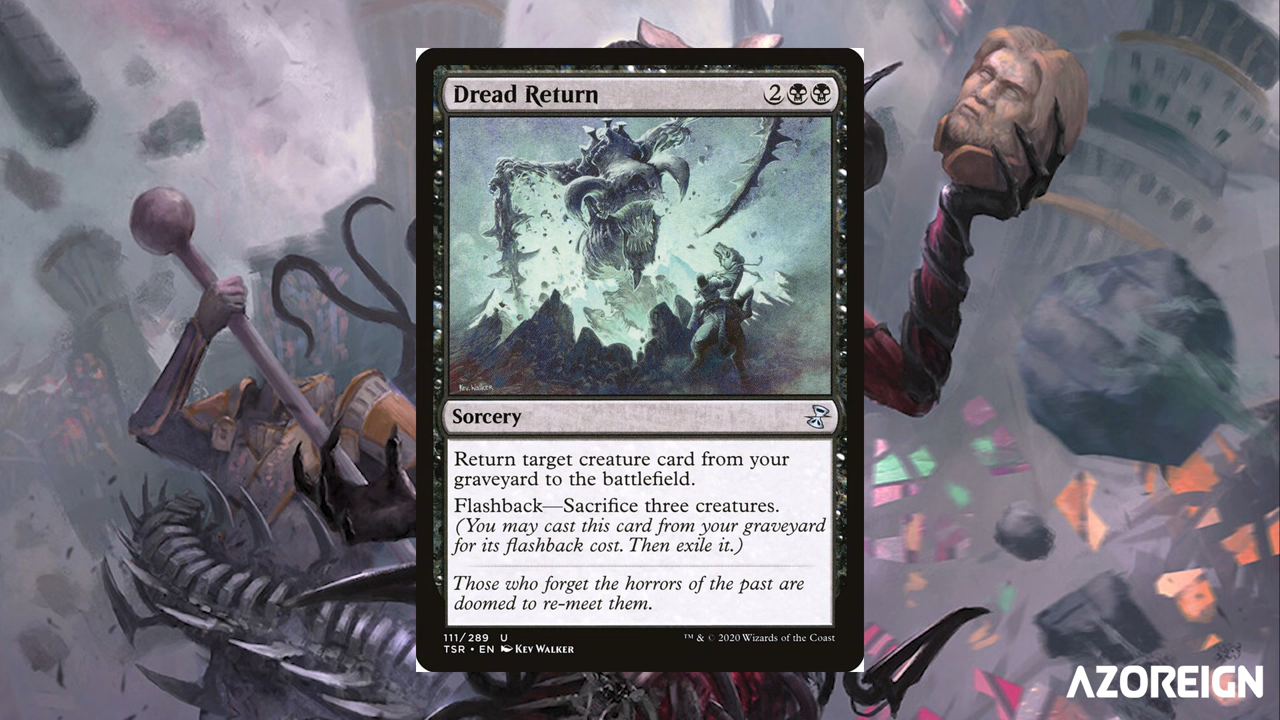 Dread Return 2
Kev. Walker
Sorcery
Return target creature card from your
graveyard to the battlefield.
Flashback—Sacrifice three creatures.
(You may cast this card from your graveyard
for its flashback cost. Then exile it.)
Those who forget the horrors of the past are
doomed to re-meet them.
111/289 U
™ & © 2020 Wizards of the Coast
TSR • EN Kev Walker
AZOREIGN